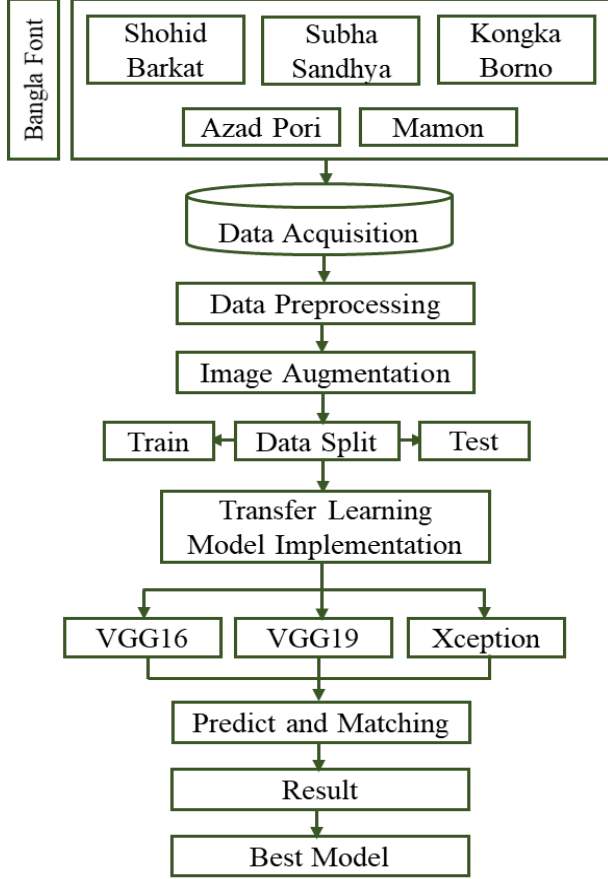 Bangla Font
Shohid
Barkat
Subha
Sandhya
Kongka
Borno
Azad Pori
Mamon
Data Acquisition
Data Preprocessing
Image Augmentation
Train
Data Split
Test
Transfer Learning
Model Implementation
VGG16
VGG19
Xception
Predict and Matching
Result
Best Model